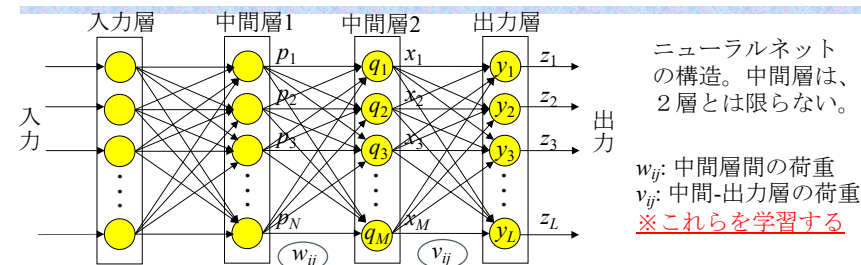 入力層 中間層1 中間層2 出力層
p1 q1 x1 y1 z1
p2 q2 x2 y2 z2
p3 q3 x3 y3 z3
⋮ ⋮ ⋮ ⋮
pN qM xM yL zL
wij vij
入力
出力
ニューラルネット
の構造。中間層は、
２層とは限らない。
wij: 中間層間の荷重
vij: 中間-出力層の荷重
※これらを学習する